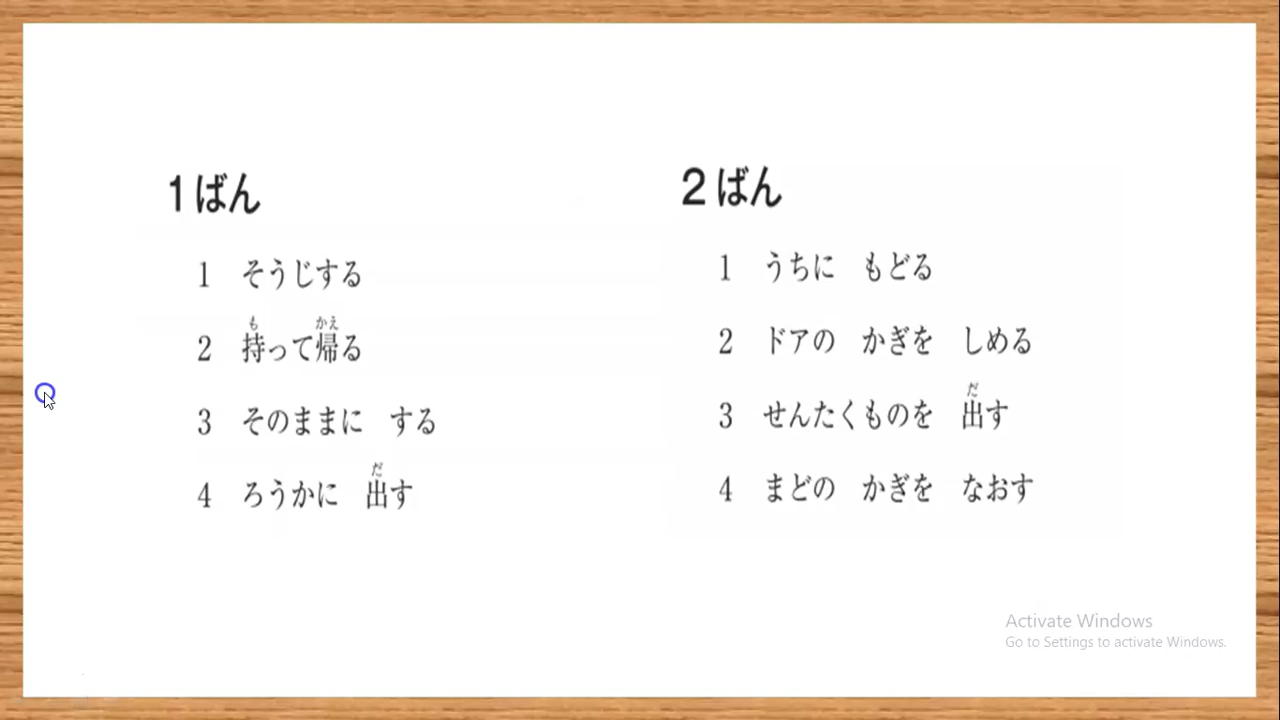 1ばん
1 そうじする
2 持って帰る
3 そのままに する
4 ろうかに 出す
2ばん
1 うちに もどる
2 ドアの かぎを しめる
3 せんたくものを 出す
4 まどの かぎを なおす
Activate Windows
Go to Settings to activate Windows.